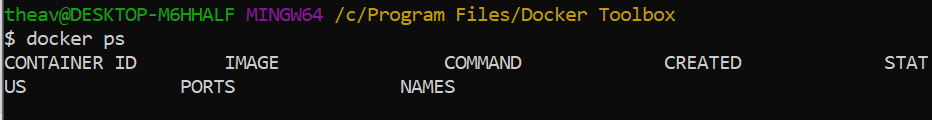 theav@DESKTOP-M6HHALF MINGW64 /c/Program Files/Docker Toolbox
$ docker ps
CONTAINER ID        IMAGE               COMMAND             CREATED             STAT
US              PORTS               NAMES